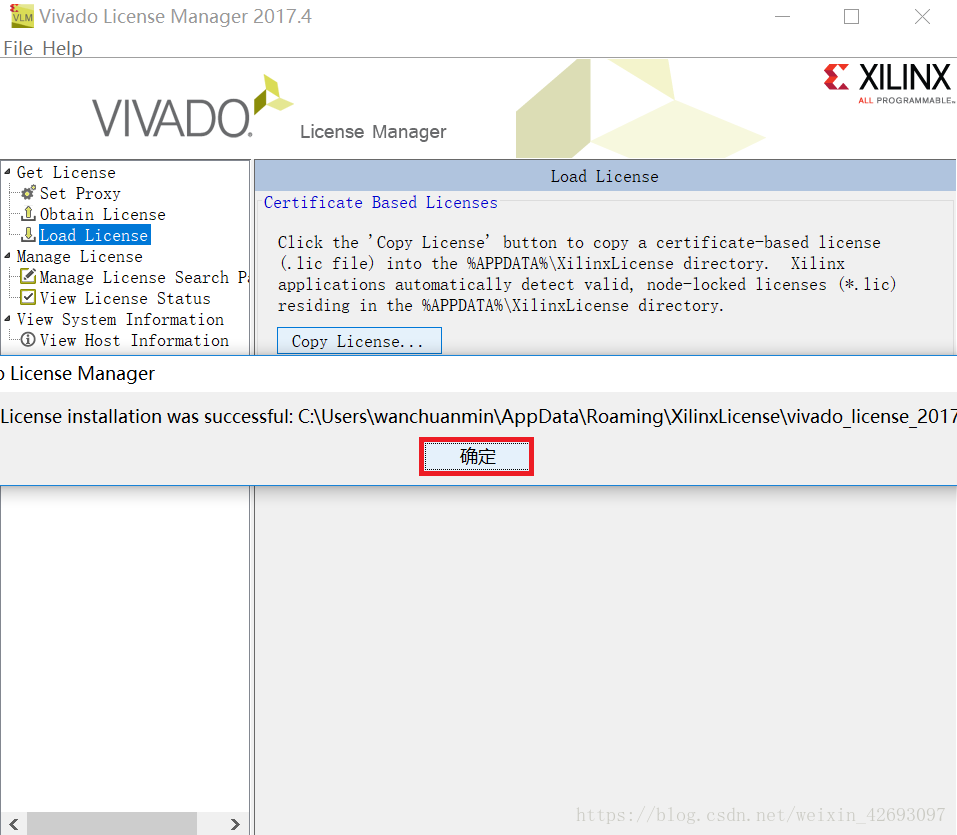 VLM Vivado License Manager 2017.4
File Help
VIVADO. License Manager
XILINX
ALL PROGRAMMABLE™
Get License
Set Proxy
Obtain License
Load License
Manage License
Manage License Search Pa
View License Status
View System Information
View Host Information
Load License
Certificate Based Licenses
Click the 'Copy License' button to copy a certificate-based license
(.lic file) into the %APPDATA%\XilinxLicense directory. Xilinx
applications automatically detect valid, node-locked licenses (*.lic)
residing in the %APPDATA%\XilinxLicense directory.
Copy License...
o License Manager
License installation was successful: C:\Users\wanchuanmin\AppData\Roaming\XilinxLicense\vivado_license_2017
确定
https://blog.csdn.net/weixin_42693097